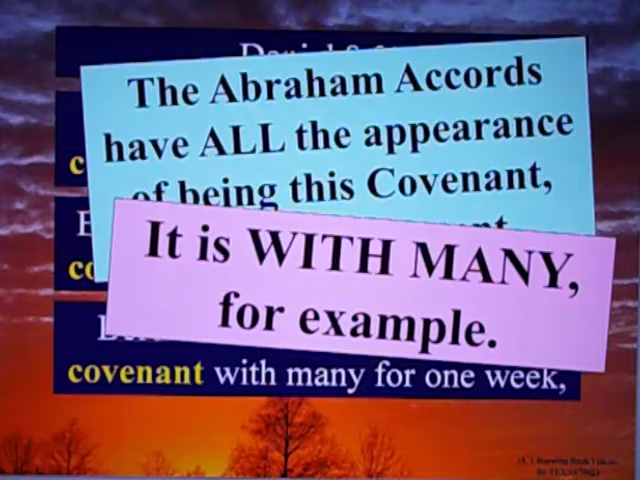 The Abraham Accords
have ALL the appearance
of being this Covenant,
It is WITH MANY,
for example.
covenant with many for one week,